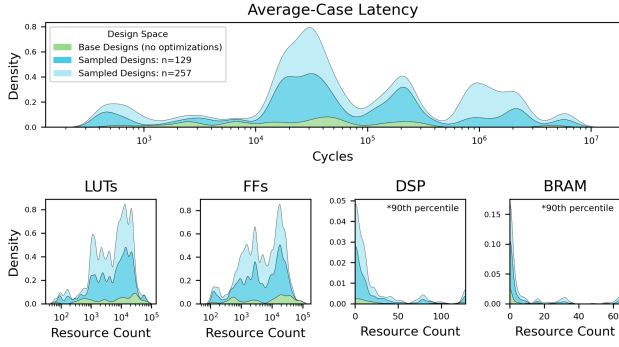 Average-Case Latency
Density
0.8
0.6
0.4
0.2
0.0
Design Space
Base Designs (no optimizations)
Sampled Designs: n=129
Sampled Designs: n=257
10³ 10⁴ 10⁵ 10⁶ 10⁷
Cycles
LUTs
Density
0.8
0.6
0.4
0.2
0.0
10² 10³ 10⁴ 10⁵
Resource Count
FFs
0.8
0.6
0.4
0.2
0.0
10² 10³ 10⁴ 10⁵
Resource Count
DSP
*90th percentile
0.05
0.04
0.03
0.02
0.01
0.00
0 50 100
Resource Count
BRAM
*90th percentile
0.15
0.10
0.05
0.00
0 20 40 60
Resource Count